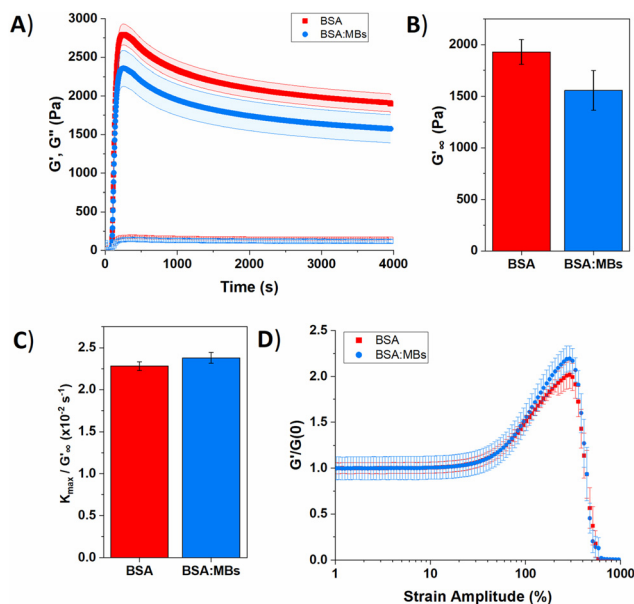 A)
BSA
BSA:MBs
3000
2500
2000
1500
1000
500
0
G', G'' (Pa)
0 1000 2000 3000 4000
Time (s)
B)
2000
1500
1000
500
0
G'∞ (Pa)
BSA BSA:MBs
C)
2.5
2.0
1.5
1.0
0.5
0.0
Kmax / G'∞ (x10⁻² s⁻¹)
BSA BSA:MBs
D)
BSA
BSA:MBs
2.5
2.0
1.5
1.0
0.5
0.0
G'/G(0)
1 10 100 1000
Strain Amplitude (%)